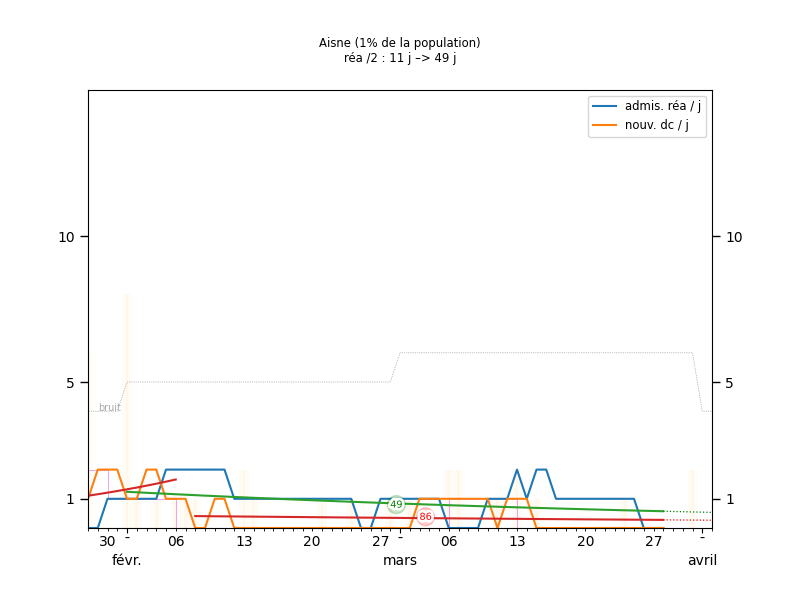 Aisne (1% de la population)
réa /2 : 11 j –> 49 j
admis. réa / j
nouv. dc / j
10 10
5 5
bruit
49
1 1
86
30 - 06 13 20 27 - 06 13 20 27 -
févr. mars avril